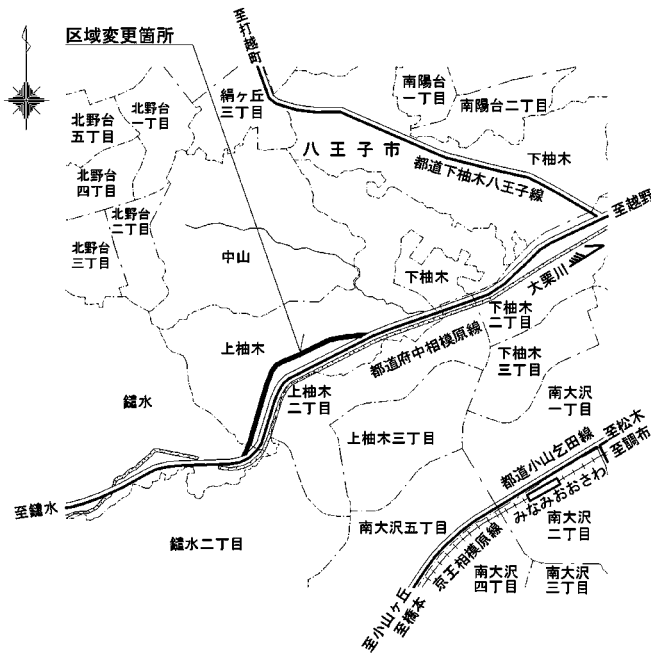 区域変更箇所
至打越町
絹ヶ丘
三丁目
北野台
一丁目
北野台
五丁目
北野台
四丁目
北野台
二丁目
北野台
三丁目
南陽台
一丁目
南陽台二丁目
八王子市
下柚木
都道下柚木八王子線
至越野
中山
下柚木
大栗川
下柚木
二丁目
都道府中相模原線
下柚木
三丁目
上柚木
上柚木
二丁目
鑓水
上柚木三丁目
南大沢
一丁目
都道小山乞田線
至松木
至調布
みなみおおさわ
至鑓水
鑓水二丁目
南大沢五丁目
南大沢
二丁目
京王相模原線
南大沢
四丁目
南大沢
三丁目
至小山ヶ丘
至橋本